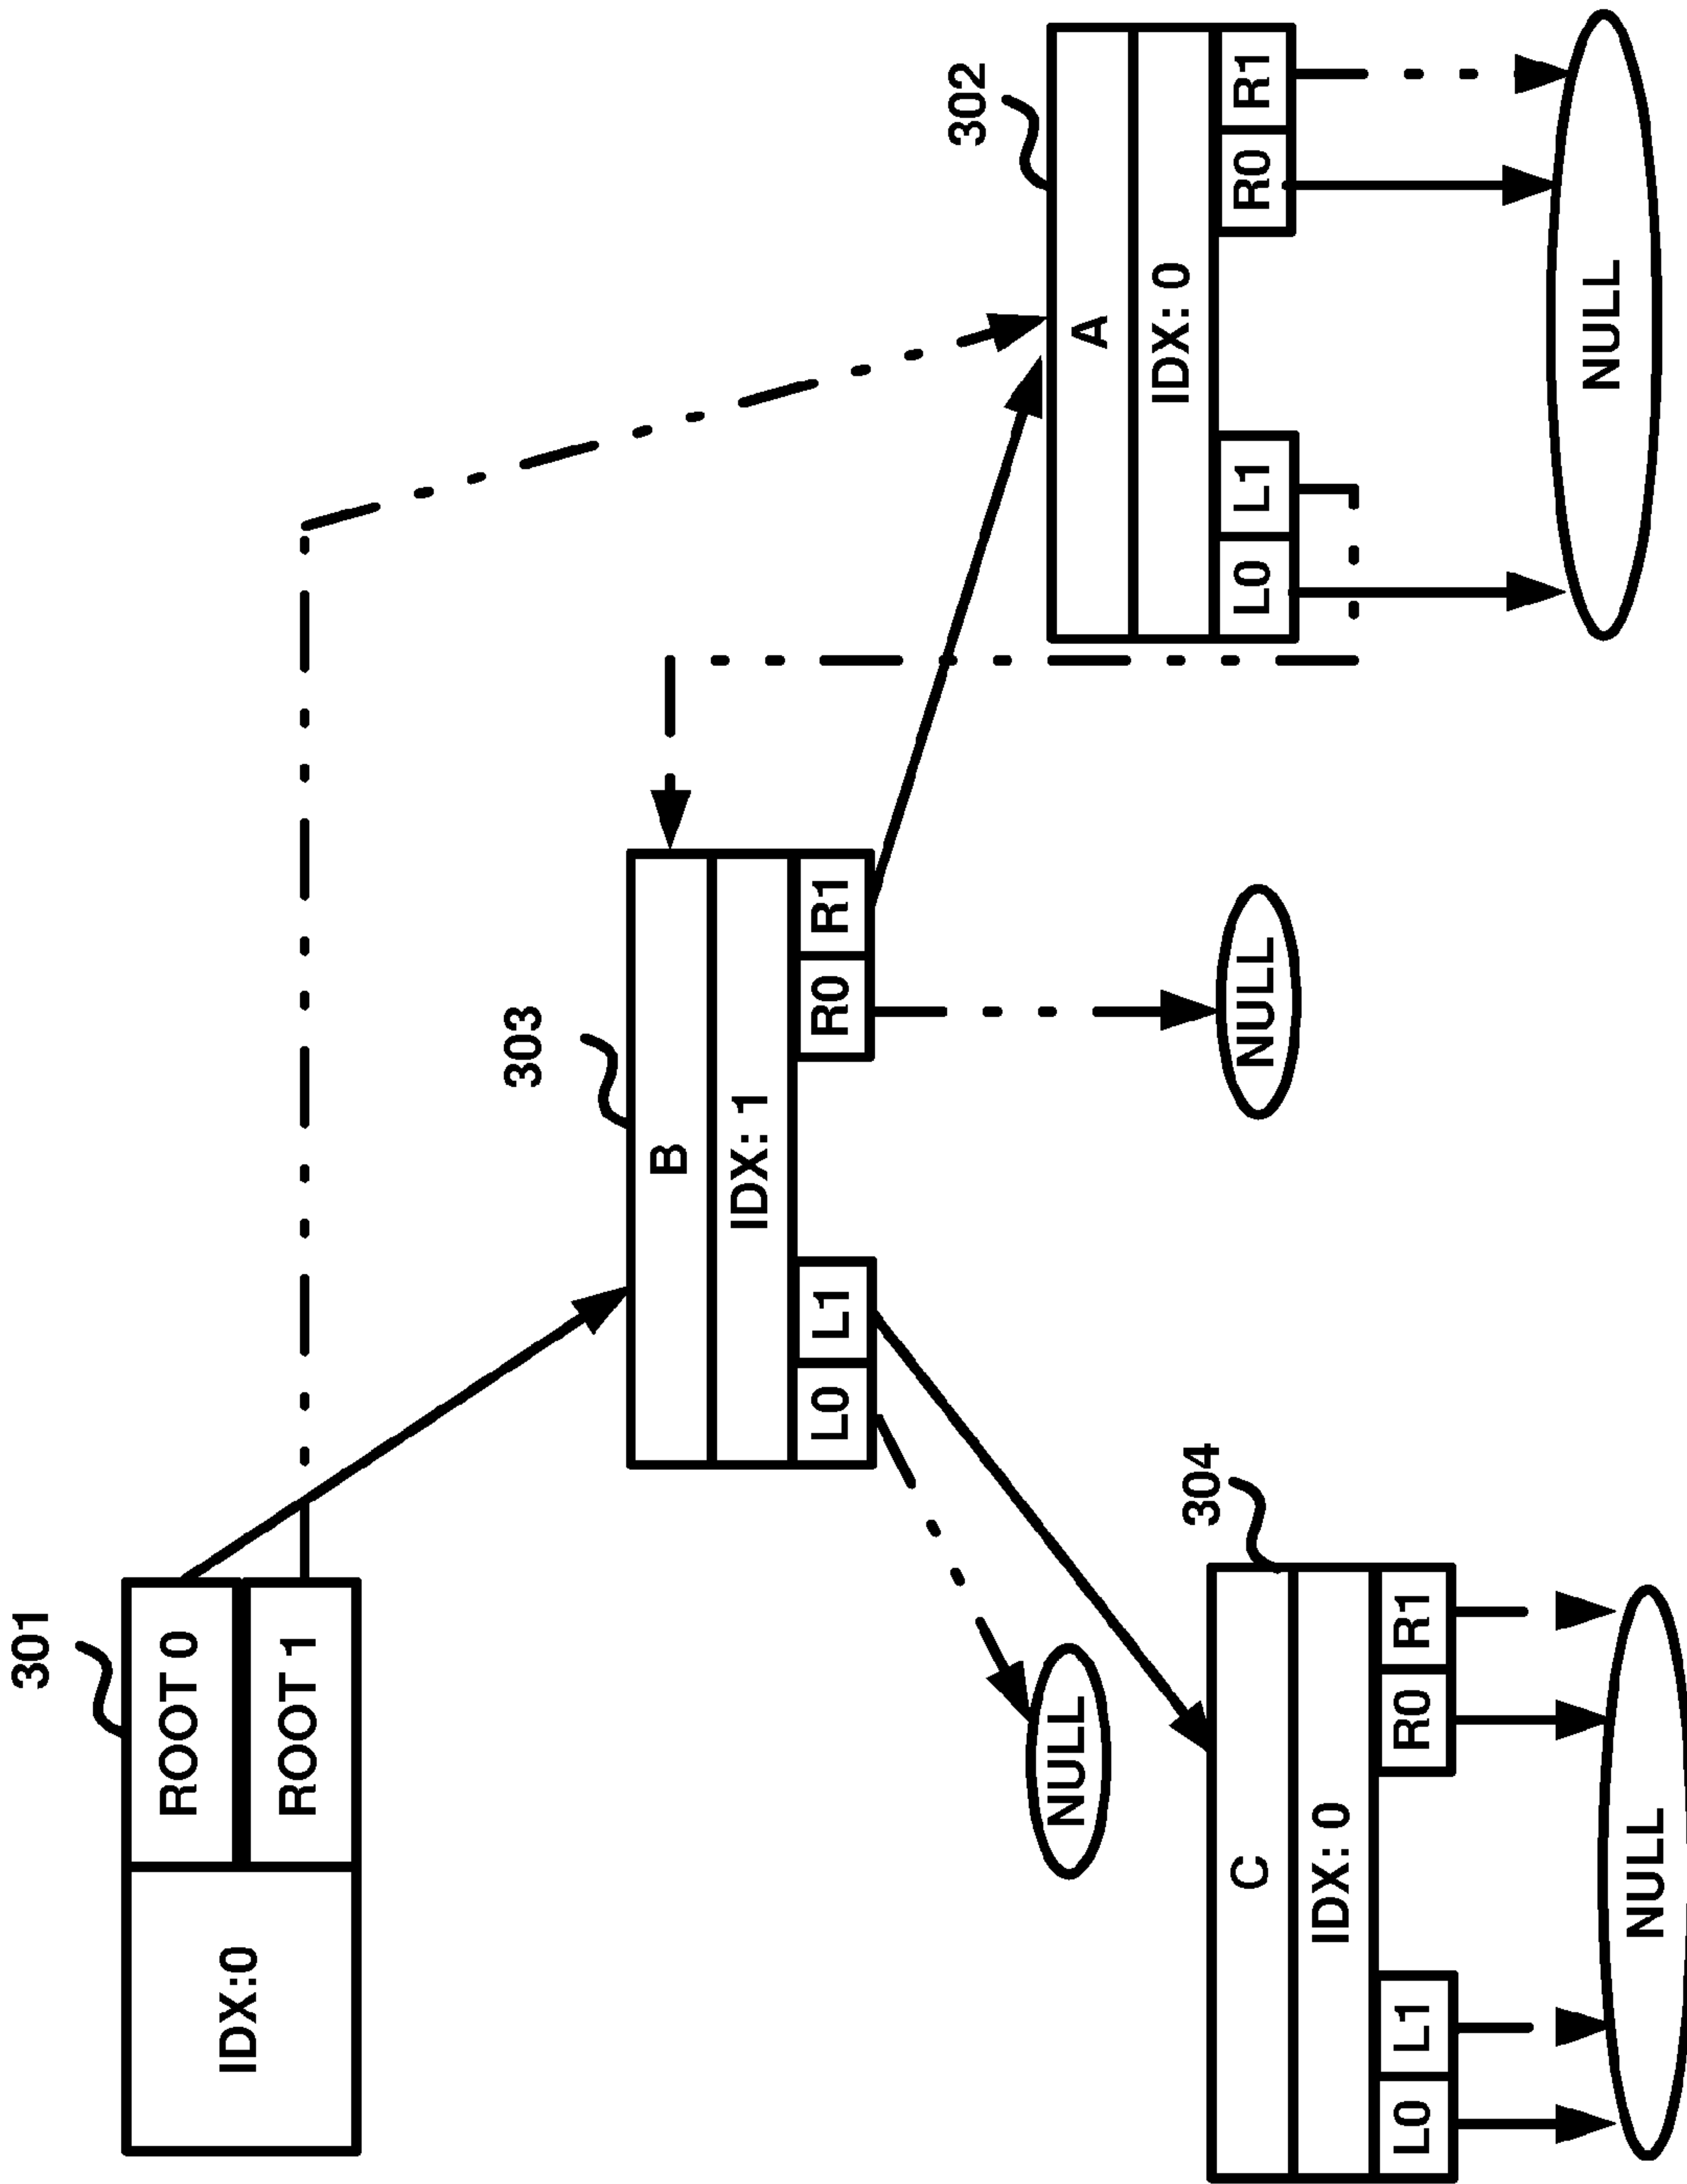 301
IDX:0
ROOT 0
ROOT 1
303
B
IDX: 1
L0 L1 R0 R1
302
A
IDX: 0
L0 L1 R0 R1
NULL
NULL
304
C
IDX: 0
L0 L1 R0 R1
NULL
NULL